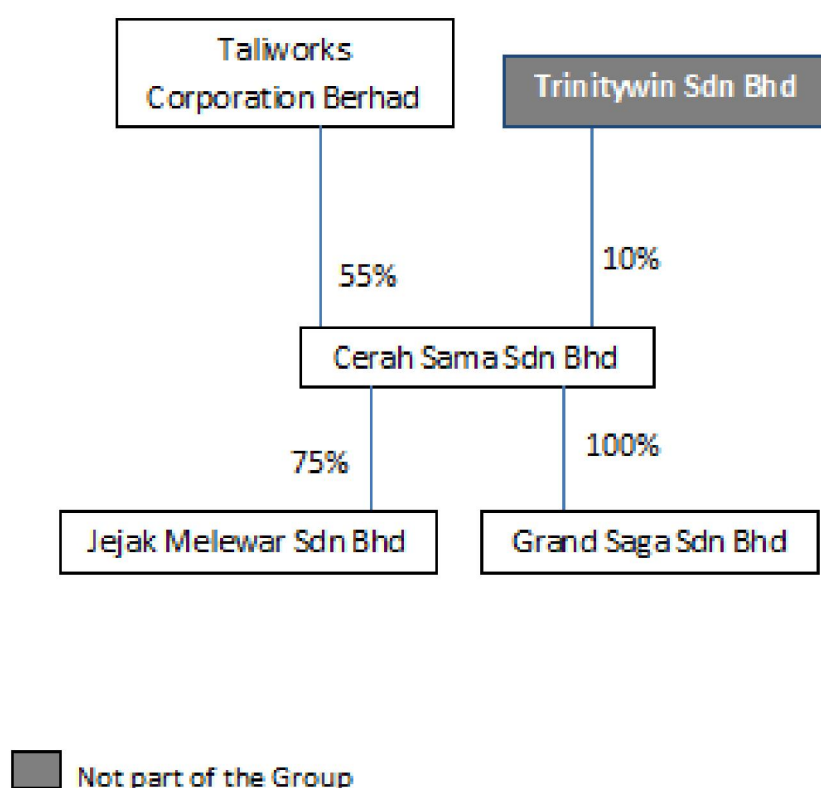 Taliworks
Corporation Berhad
Trinitywin Sdn Bhd
55%
10%
Cerah Sama Sdn Bhd
75%
100%
Jejak Melewar Sdn Bhd
Grand Saga Sdn Bhd
Not part of the Group